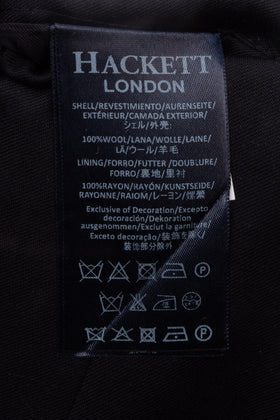 HACKETT
LONDON
SHELL/REVESTIMENTO/AUßENSEITE/
EXTÉRIEUR/CAMADA EXTERIOR/
シェル/外壳:
100%WOOL/LANA/WOLLE/LAINE/
LÃ/ウール/羊毛
LINING/FORRO/FUTTER/DOUBLURE/
FORRO/裏地/里衬
100%RAYON/RAYÓN/KUNSTSEIDE/
RAYONNE/RAIOM/レーヨン/嫘萦
Exclusive of Decoration/Excepto
decoración/Dekoration
ausgenommen/Exclut la garniture/
Exceto decoração/装飾を除く/
装饰部分除外
P
P